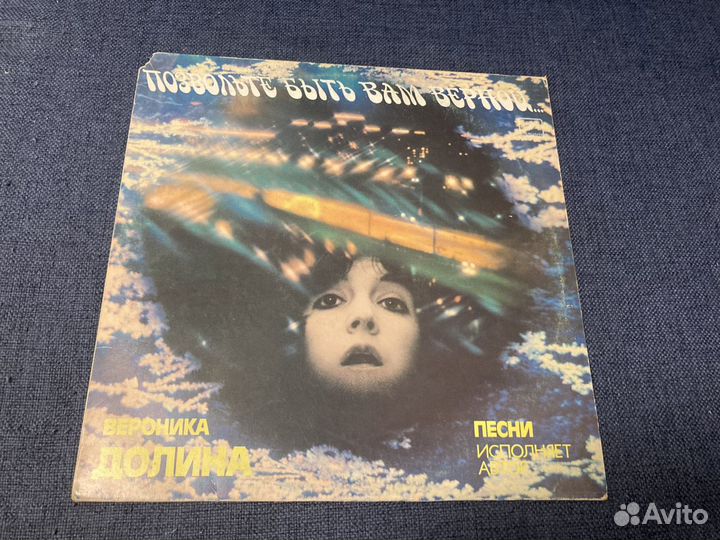 ПОЗВОЛЬТЕ БЫТЬ ВАМ ВЕРНОЙ...
ВЕРОНИКА
ДОЛИНА
ПЕСНИ
ИСПОЛНЯЕТ
АВТОР
Avito